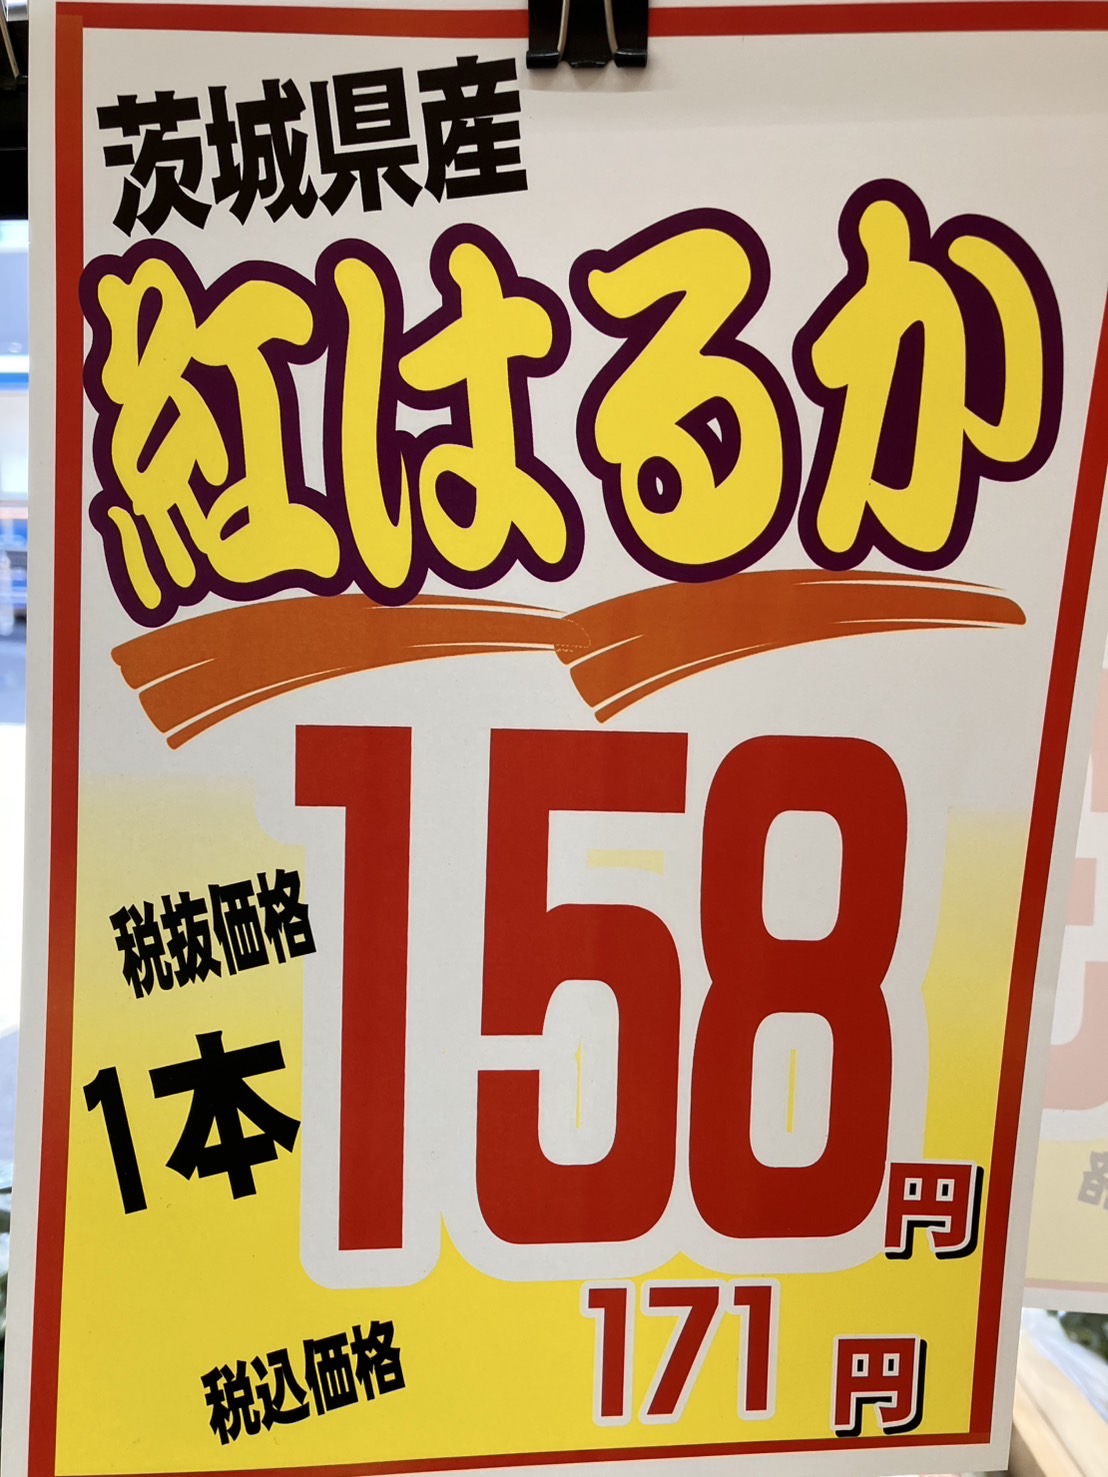 茨城県産
紅はるか
税抜価格
1本
158円
税込価格
171円